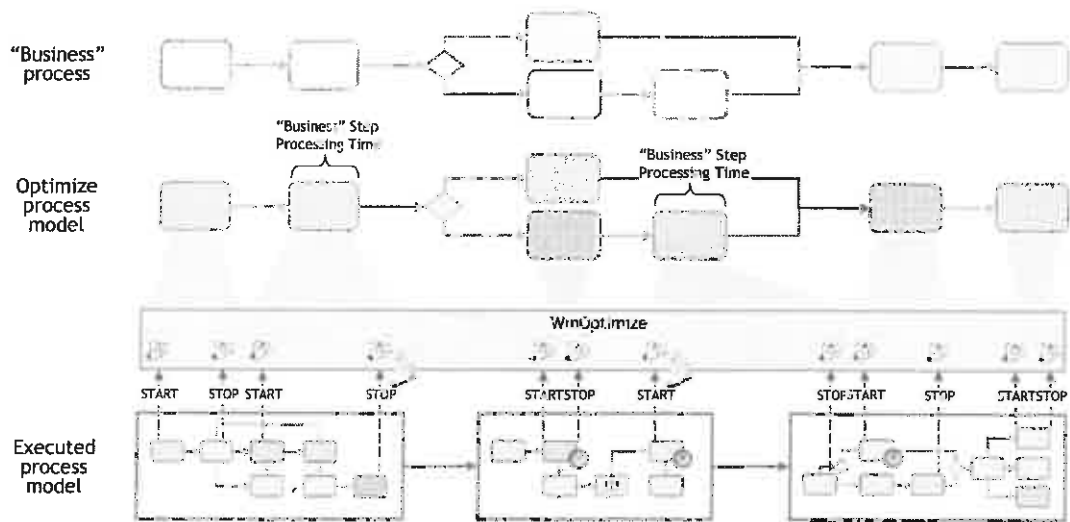 “Business”
process
“Business” Step
Processing Time
“Business” Step
Processing Time
Optimize
process
model
WmOptimize
START STOP START STOP START STOP START STOP START STOP START STOP
Executed
process
model